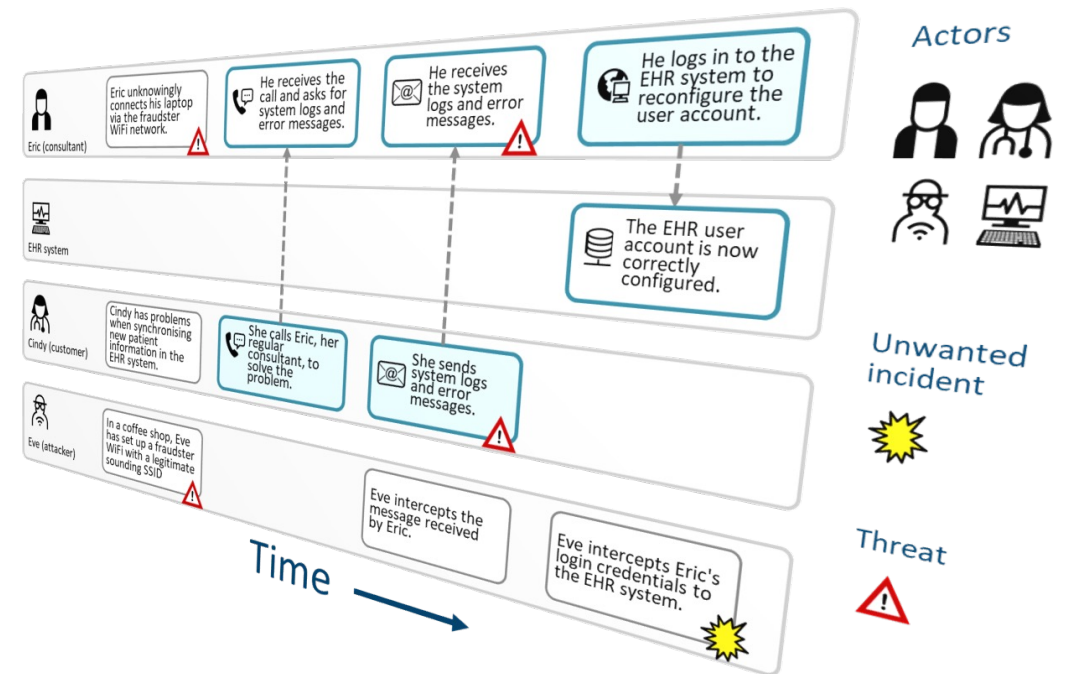 Eric (consultant)
Eric unknowingly
connects his laptop
via the fraudster
WiFi network.
He receives the
call and asks for
system logs and
error messages.
He receives
the system
logs and error
messages.
He logs in to the
EHR system to
reconfigure the
user account.
EHR system
The EHR user
account is now
correctly
configured.
Cindy (customer)
Cindy has problems
when synchronising
new patient
information in the
EHR system.
She calls Eric, her
regular
consultant, to
solve the
problem.
She sends
system logs
and error
messages.
Eve (attacker)
In a coffee shop, Eve
has set up a fraudster
WiFi with a legitimate
sounding SSID
Eve intercepts the
message received
by Eric.
Eve intercepts Eric's
login credentials to
the EHR system.
Time
Actors
Unwanted
incident
Threat